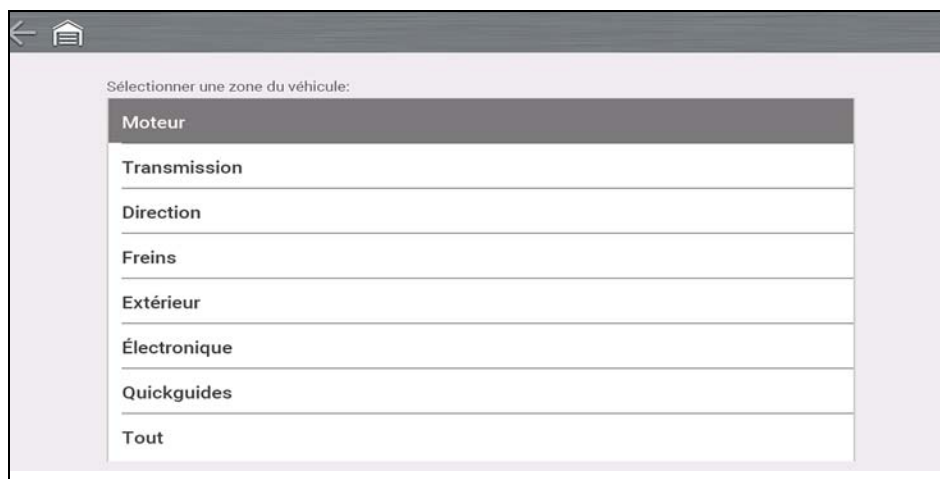 Sélectionner une zone du véhicule:
Moteur
Transmission
Direction
Freins
Extérieur
Électronique
Quickguides
Tout